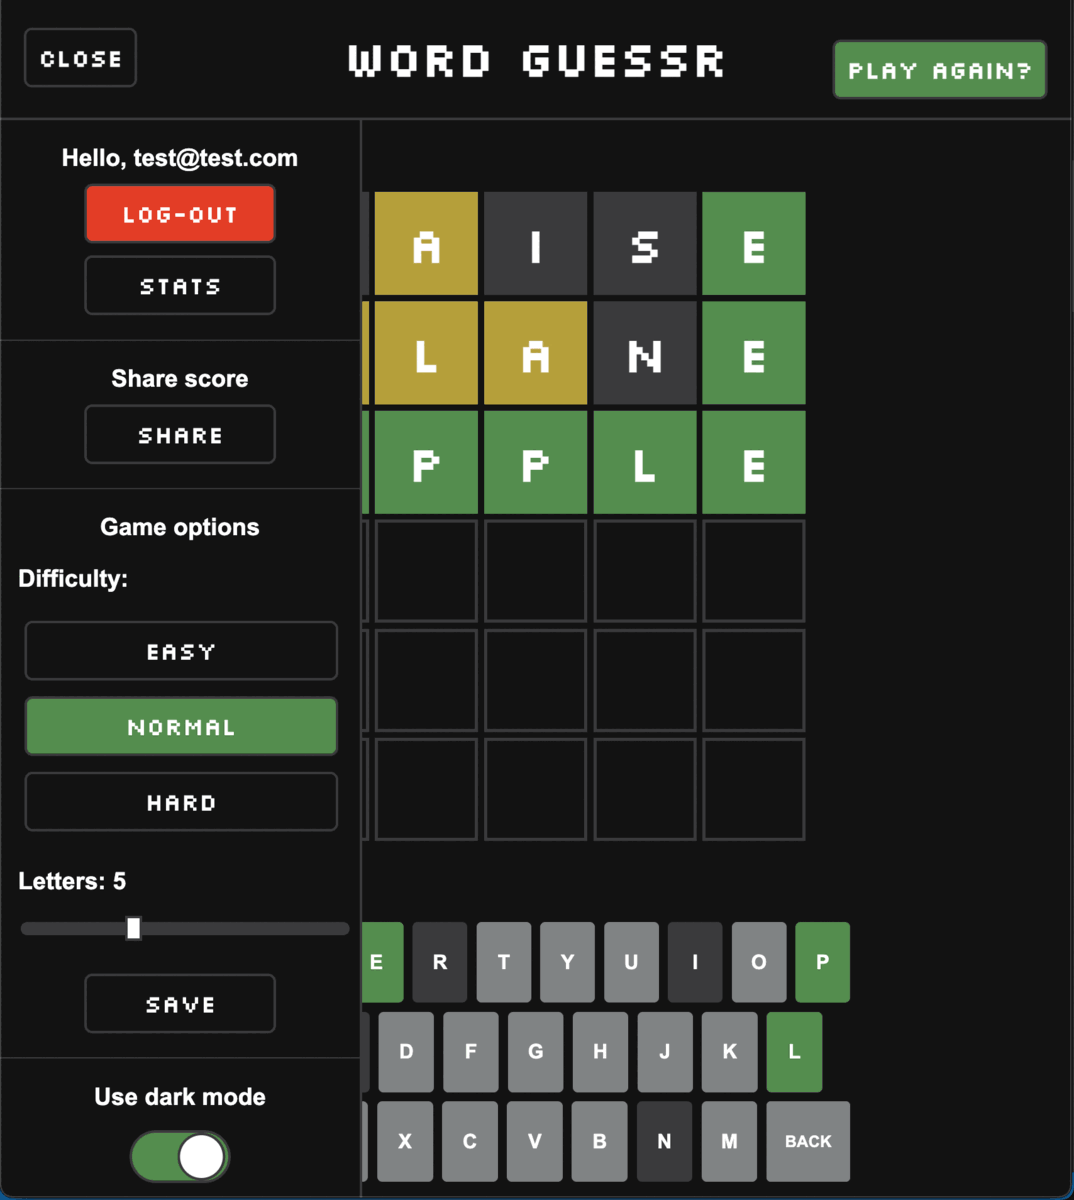 CLOSE
WORD GUESSR
PLAY AGAIN?
Hello, test@test.com
LOG-OUT
STATS
Share score
SHARE
Game options
Difficulty:
EASY
NORMAL
HARD
Letters: 5
SAVE
Use dark mode
A I S E
L A N E
P P L E
E R T Y U I O P
D F G H J K L
X C V B N M BACK